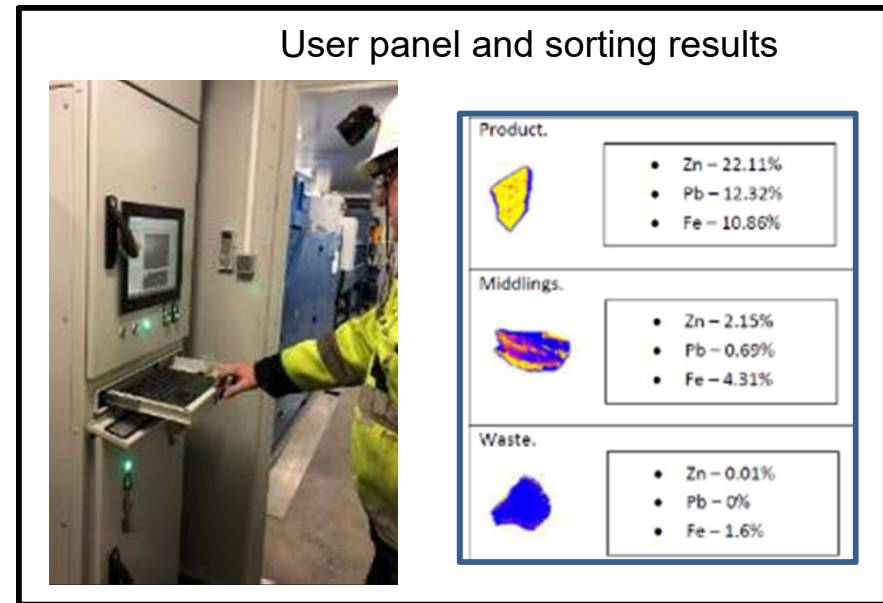 User panel and sorting results
Product.
• Zn – 22.11%
• Pb – 12.32%
• Fe – 10.86%
Middlings.
• Zn – 2.15%
• Pb – 0.69%
• Fe – 4.31%
Waste.
• Zn – 0.01%
• Pb – 0%
• Fe – 1.6%